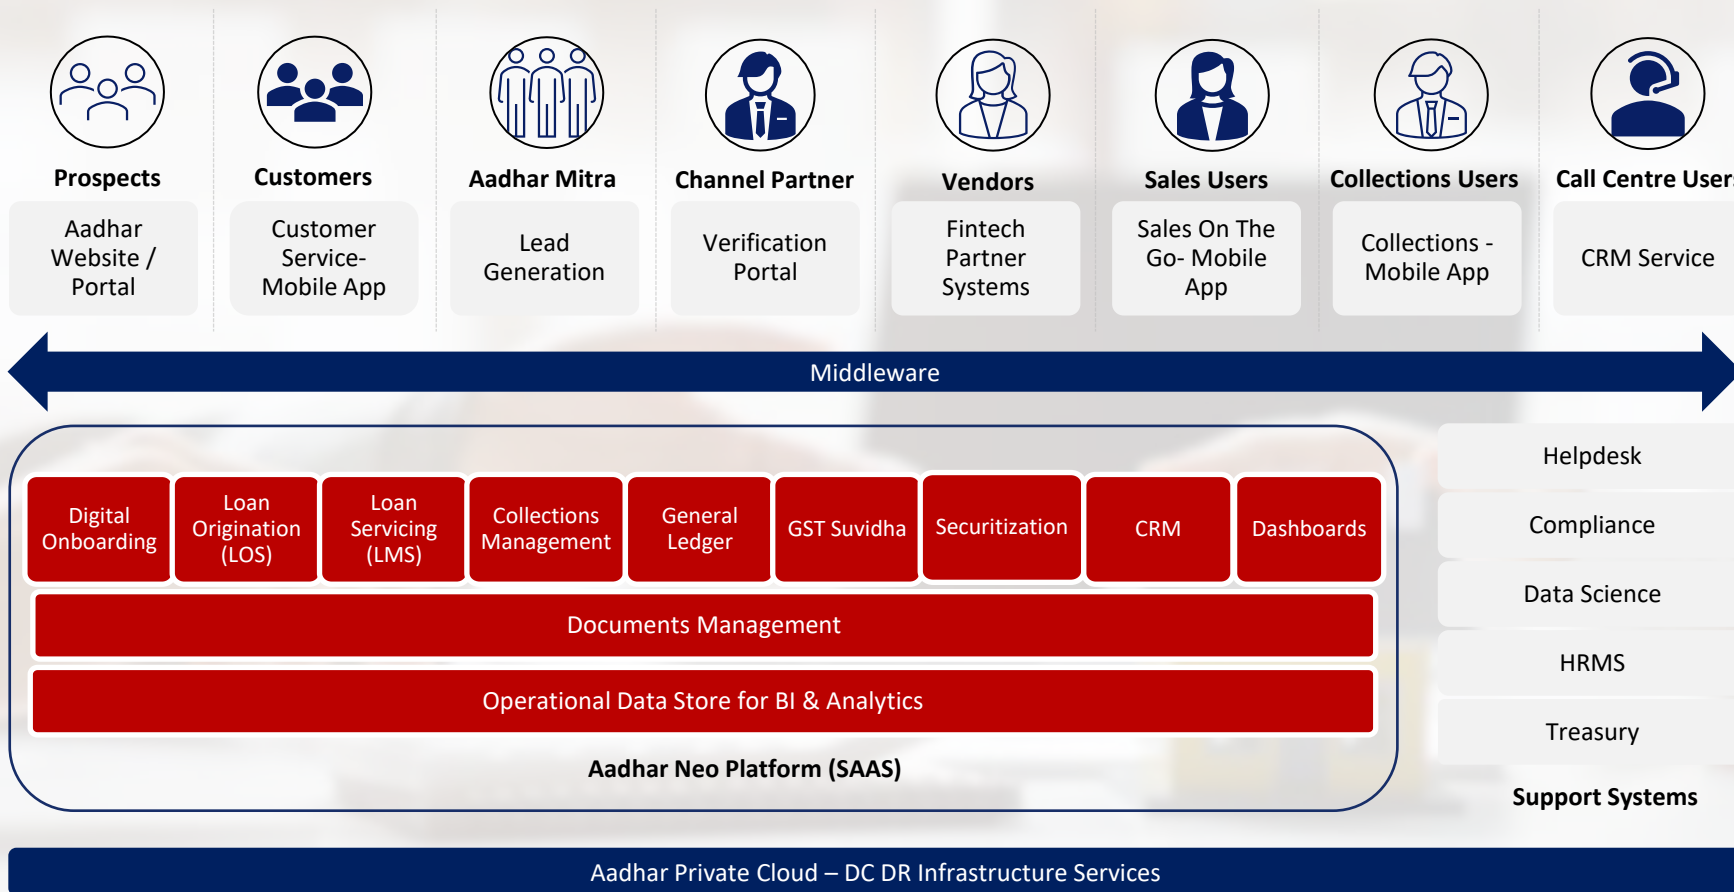 Prospects
Customers
Aadhar Mitra
Channel Partner
Vendors
Sales Users
Collections Users
Call Centre Users
Aadhar
Website /
Portal
Customer
Service-
Mobile App
Lead
Generation
Verification
Portal
Fintech
Partner
Systems
Sales On The
Go- Mobile
App
Collections -
Mobile App
CRM Service
Middleware
Digital
Onboarding
Loan
Origination
(LOS)
Loan
Servicing
(LMS)
Collections
Management
General
Ledger
GST Suvidha
Securitization
CRM
Dashboards
Documents Management
Operational Data Store for BI & Analytics
Aadhar Neo Platform (SAAS)
Helpdesk
Compliance
Data Science
HRMS
Treasury
Support Systems
Aadhar Private Cloud – DC DR Infrastructure Services